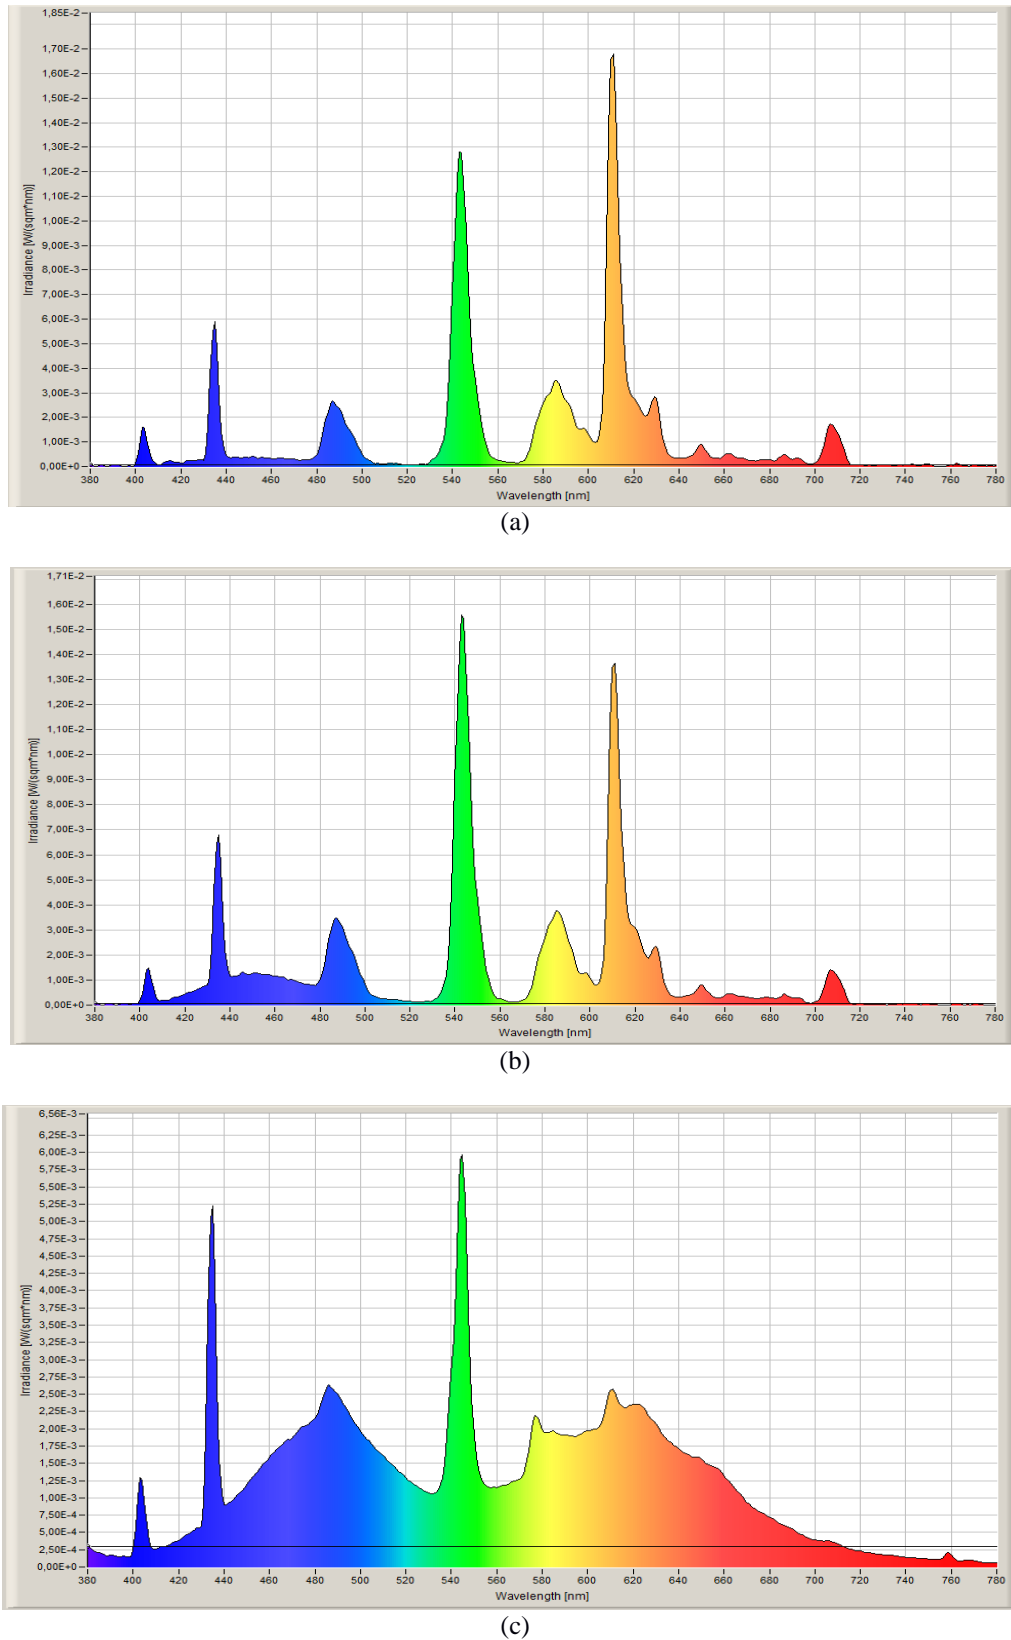 1,85E-2
1,70E-2
1,60E-2
1,50E-2
1,40E-2
1,30E-2
1,20E-2
1,10E-2
1,00E-2
9,00E-3
8,00E-3
7,00E-3
6,00E-3
5,00E-3
4,00E-3
3,00E-3
2,00E-3
1,00E-3
0,00E+0
Irradiance [W/(sqm*nm)]
380 400 420 440 460 480 500 520 540 560 580 600 620 640 660 680 700 720 740 760 780
Wavelength [nm]
(a)
1,71E-2
1,60E-2
1,50E-2
1,40E-2
1,30E-2
1,20E-2
1,10E-2
1,00E-2
9,00E-3
8,00E-3
7,00E-3
6,00E-3
5,00E-3
4,00E-3
3,00E-3
2,00E-3
1,00E-3
0,00E+0
Irradiance [W/(sqm*nm)]
380 400 420 440 460 480 500 520 540 560 580 600 620 640 660 680 700 720 740 760 780
Wavelength [nm]
(b)
6,56E-3
6,25E-3
6,00E-3
5,75E-3
5,50E-3
5,25E-3
5,00E-3
4,75E-3
4,50E-3
4,25E-3
4,00E-3
3,75E-3
3,50E-3
3,25E-3
3,00E-3
2,75E-3
2,50E-3
2,25E-3
2,00E-3
1,75E-3
1,50E-3
1,25E-3
1,00E-3
7,50E-4
5,00E-4
2,50E-4
0,00E+0
Irradiance [W/(sqm*nm)]
380 400 420 440 460 480 500 520 540 560 580 600 620 640 660 680 700 720 740 760 780
Wavelength [nm]
(c)